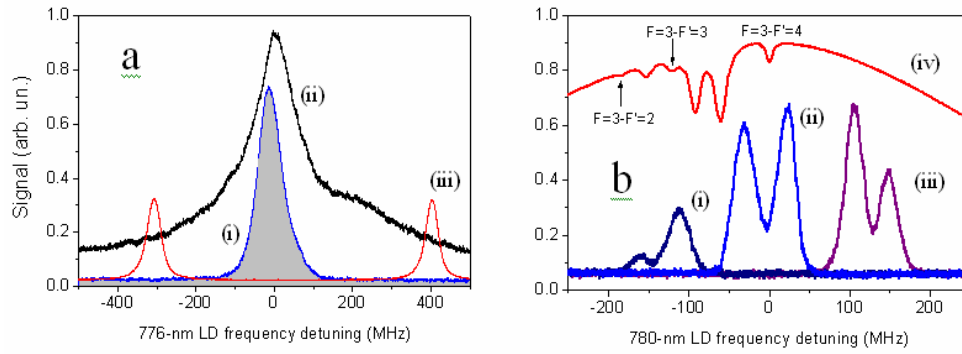 Signal (arb. un.)
1.0
0.8
0.6
0.4
0.2
0.0
a
(i)
(ii)
(iii)
-400
-200
0
200
400
776-nm LD frequency detuning (MHz)
1.0
0.8
0.6
0.4
0.2
0.0
F=3-F'=3
F=3-F'=4
(iv)
F=3-F'=2
(ii)
b
(i)
(iii)
-200
-100
0
100
200
780-nm LD frequency detuning (MHz)